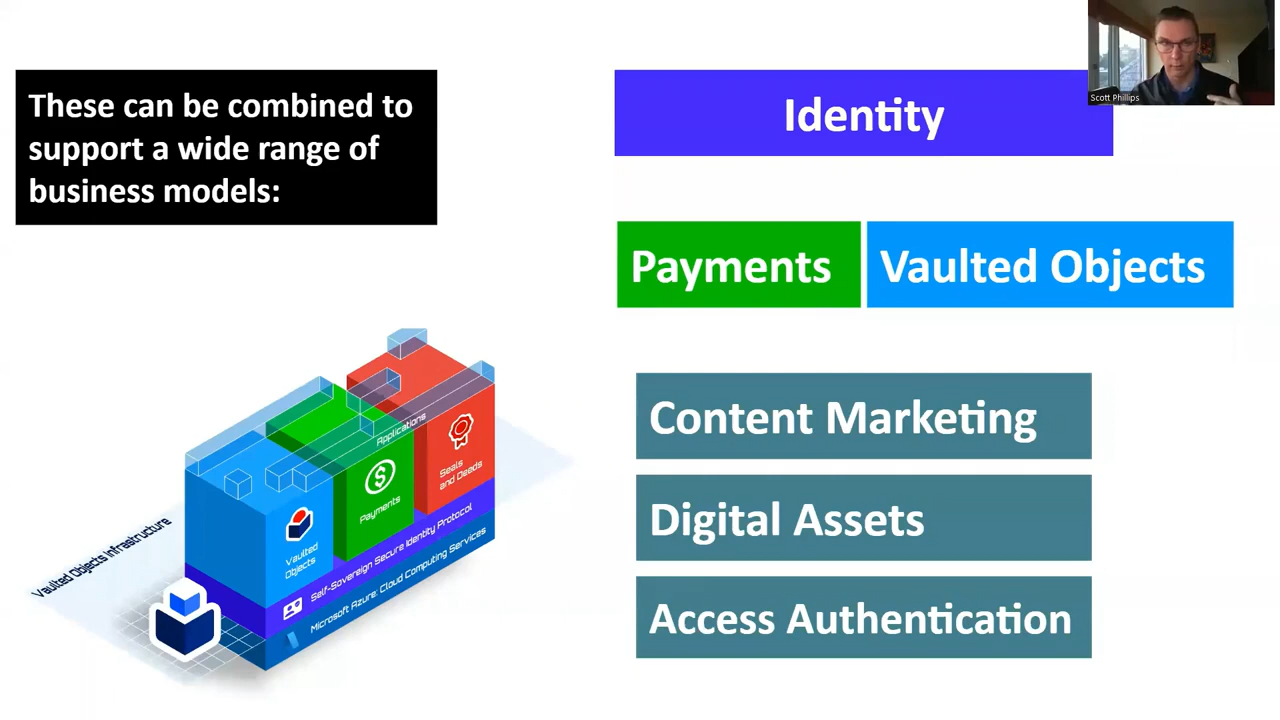 These can be combined to
support a wide range of
business models:
Identity
Scott Phillips
Payments
Vaulted Objects
Content Marketing
Digital Assets
Access Authentication
Applications
Seals
and Deeds
Payments
Vaulted
Objects
Self-Sovereign Secure Identity Protocol
Microsoft Azure: Cloud Computing Services
Vaulted Objects Infrastructure